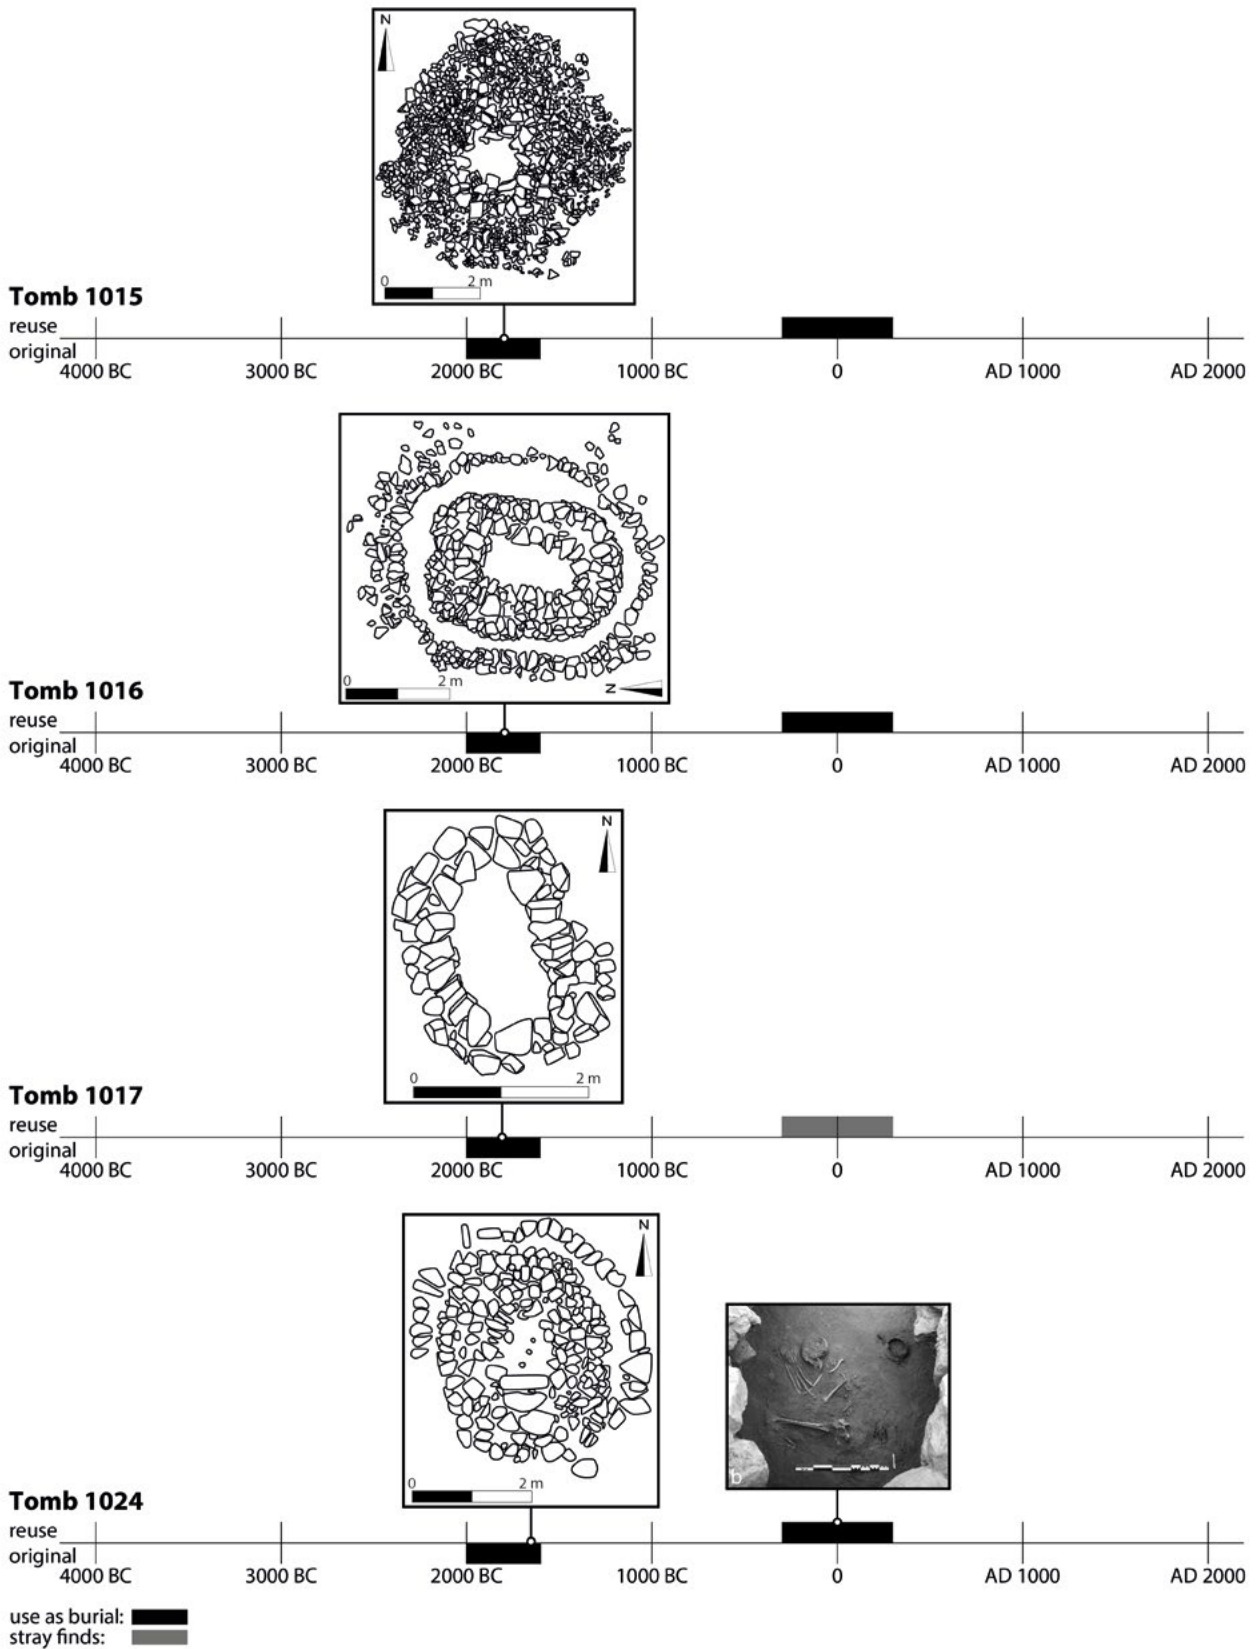 N
0 2 m
Tomb 1015
reuse
original
4000 BC 3000 BC 2000 BC 1000 BC 0 AD 1000 AD 2000
0 2 m N
Tomb 1016
reuse
original
4000 BC 3000 BC 2000 BC 1000 BC 0 AD 1000 AD 2000
N
0 2 m
Tomb 1017
reuse
original
4000 BC 3000 BC 2000 BC 1000 BC 0 AD 1000 AD 2000
N
0 2 m
b
Tomb 1024
reuse
original
4000 BC 3000 BC 2000 BC 1000 BC 0 AD 1000 AD 2000
use as burial:
stray finds: